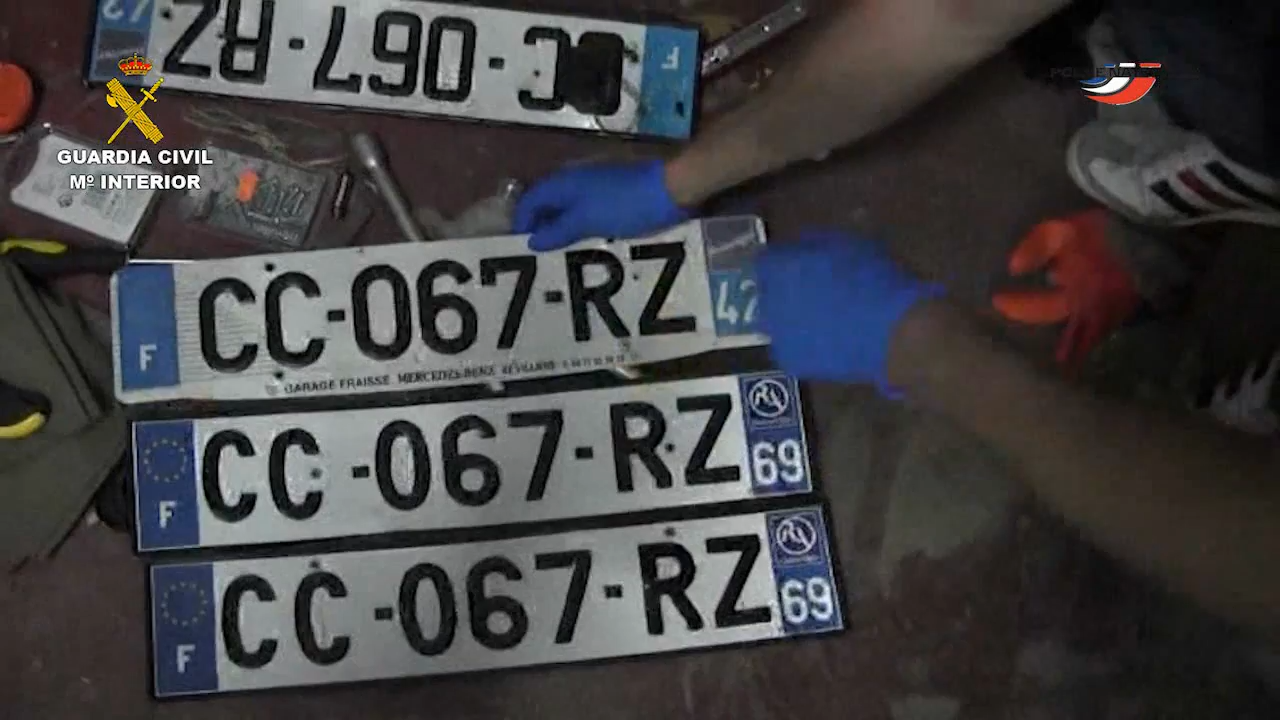 CC-067-RZ
F
GUARDIA CIVIL
Mº INTERIOR
CC-067-RZ
F
42
GARAGE FRAISSE MERCEDES-BENZ
CC-067-RZ
F
69
CC-067-RZ
F
69